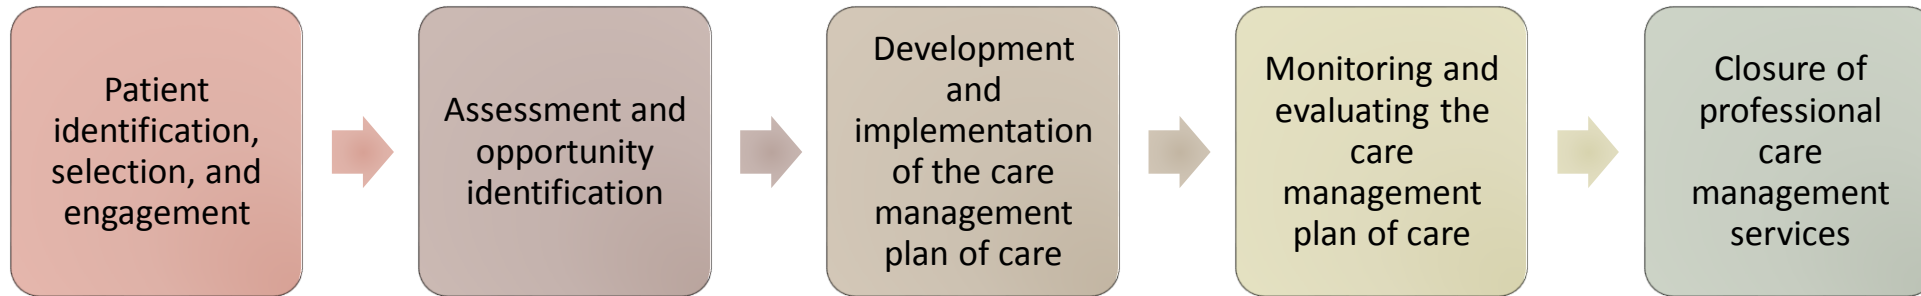 Patient
identification,
selection, and
engagement
Assessment and
opportunity
identification
Development
and
implementation
of the care
management
plan of care
Monitoring and
evaluating the
care
management
plan of care
Closure of
professional
care
management
services